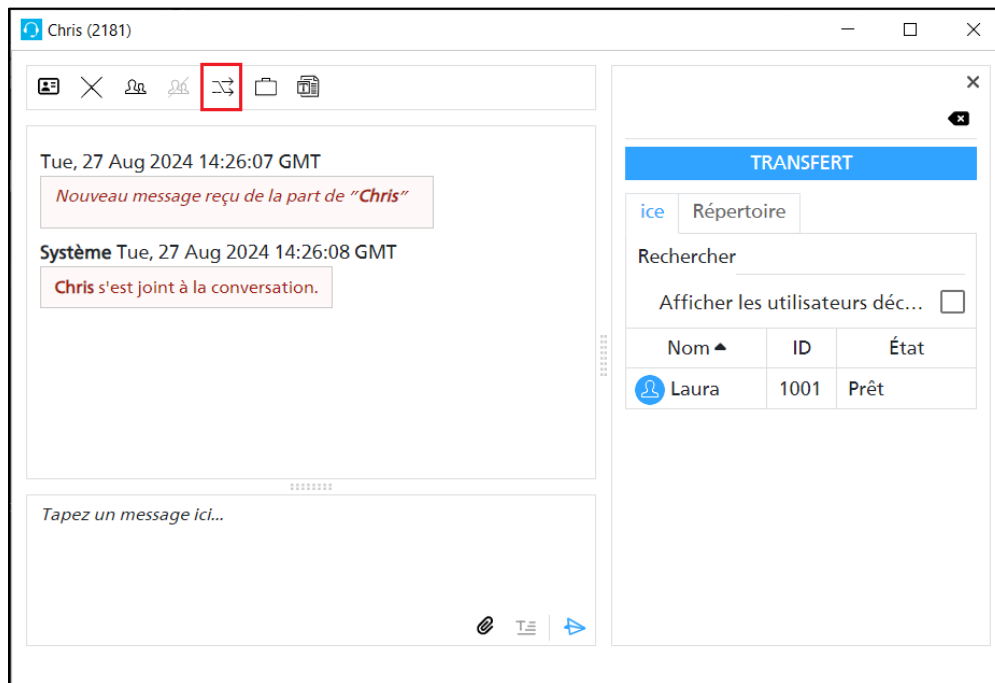 Chris (2181)
Tue, 27 Aug 2024 14:26:07 GMT
Nouveau message reçu de la part de "Chris"
Système Tue, 27 Aug 2024 14:26:08 GMT
Chris s'est joint à la conversation.
Tapez un message ici...
TRANSFERT
ice Répertoire
Rechercher
Afficher les utilisateurs déc...
Nom ID État
Laura 1001 Prêt